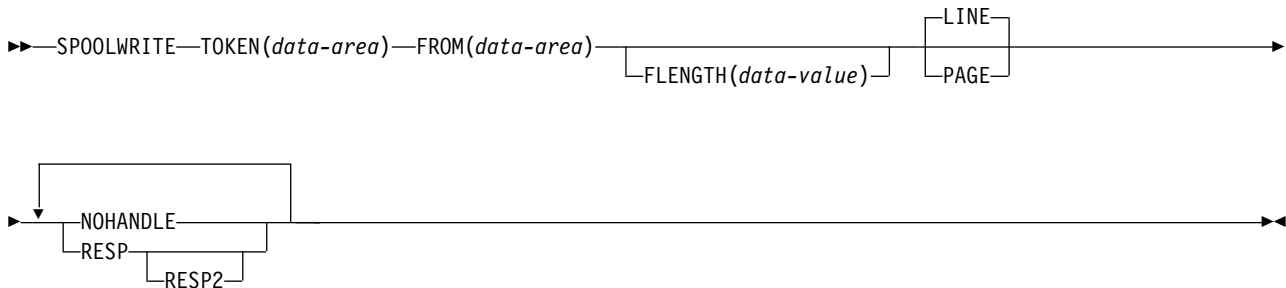 LINE
SPOOLWRITE TOKEN(data-area) FROM(data-area)
FLENGTH(data-value) PAGE
NOHANDLE
RESP
RESP2